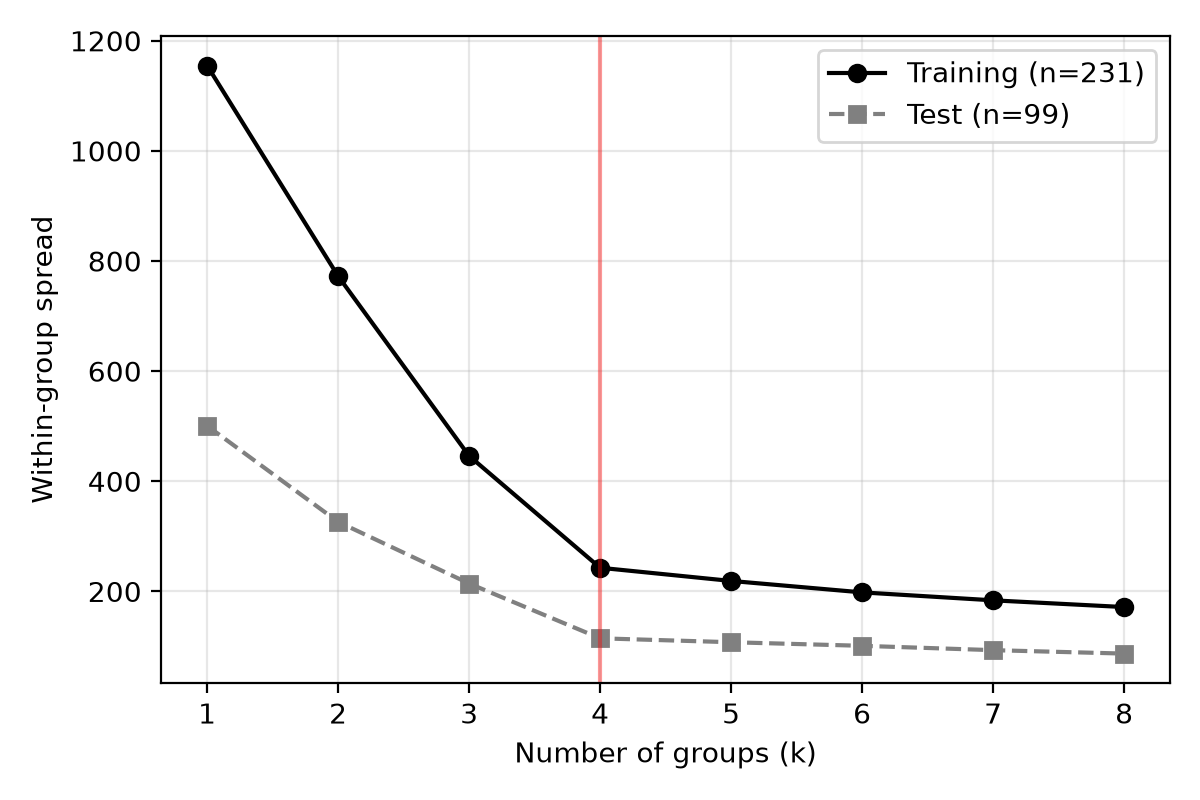 1200
1000
800
600
400
200
Within-group spread
Training (n=231)
Test (n=99)
1 2 3 4 5 6 7 8
Number of groups (k)